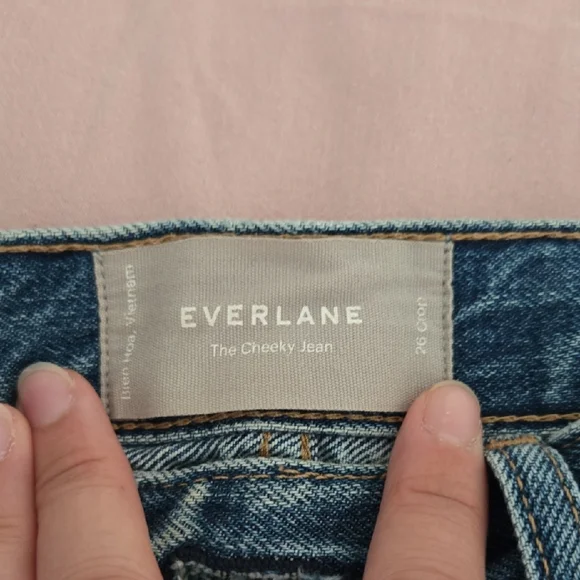 EVERLANE
The Cheeky Jean
Bien Hoa, Vietnam
26 Crop